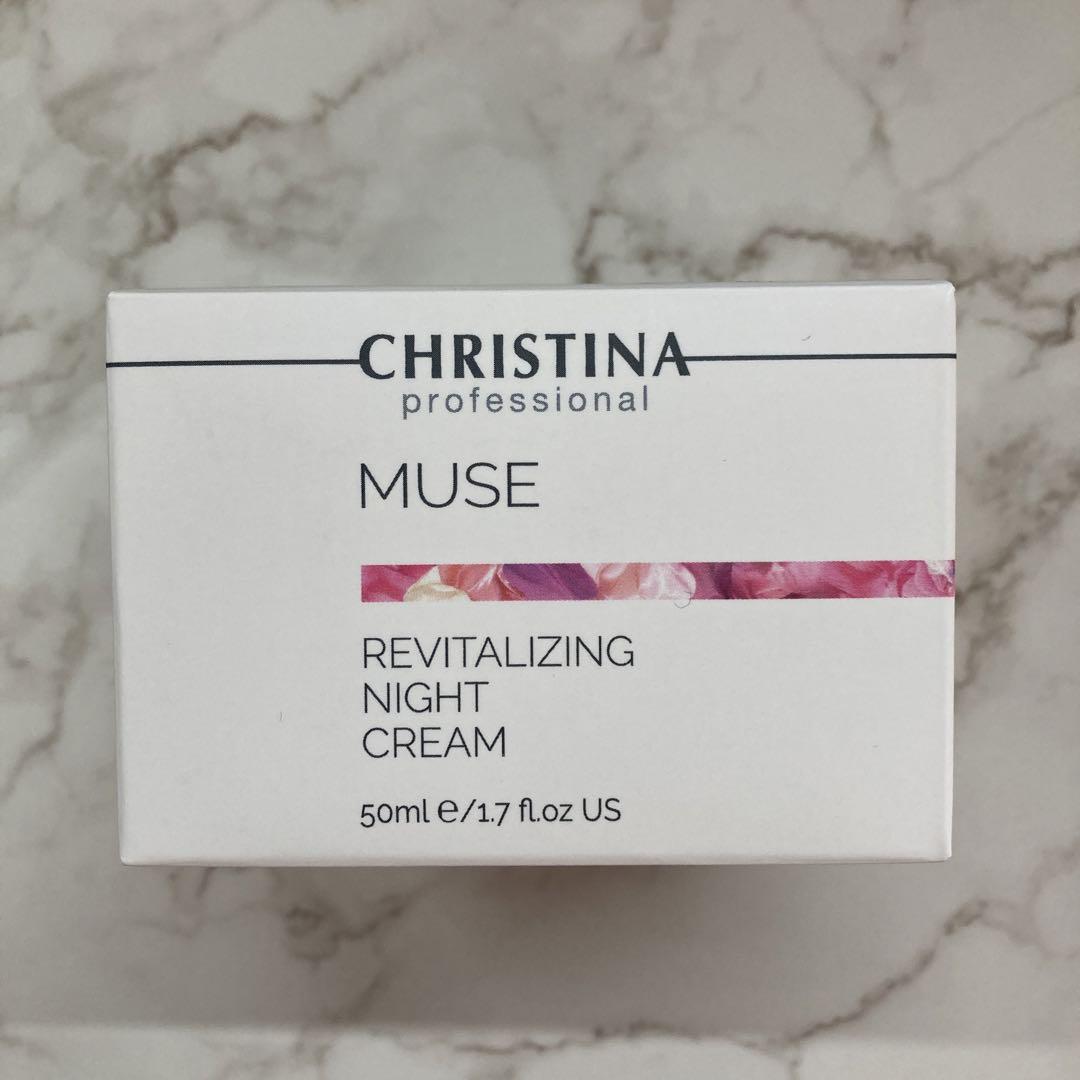 CHRISTINA
professional
MUSE
REVITALIZING
NIGHT
CREAM
50ml ℮/1.7 fl.oz US